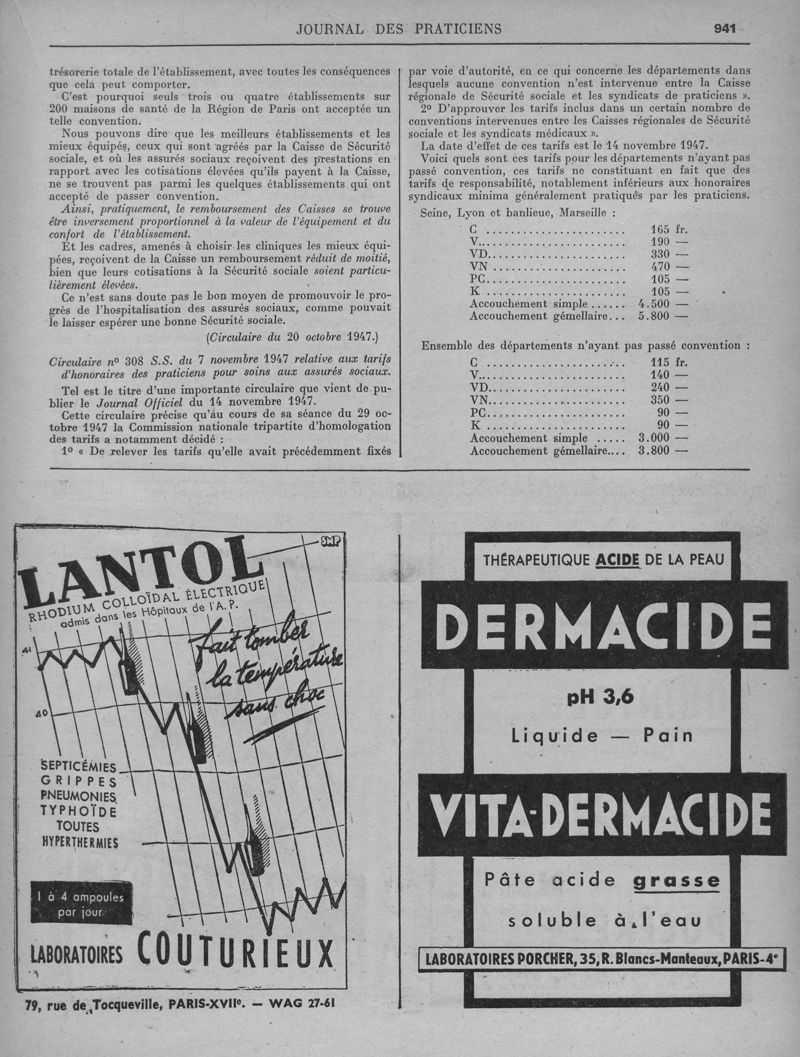 JOURNAL DES PRATICIENS
941
trésorerie totale de l'établissement, avec toutes les conséquences
que cela peut comporter.
C'est pourquoi seuls trois ou quatre établissements sur
200 maisons de santé de la Région de Paris ont acceptée un
telle convention.
Nous pouvons dire que les meilleurs établissements et les
mieux équipés, ceux qui sont agréés par la Caisse de Sécurité
sociale, et où les assurés sociaux reçoivent des prestations en
rapport avec les cotisations élevées qu'ils payent à la Caisse,
ne se trouvent pas parmi les quelques établissements qui ont
accepté de passer convention.
Ainsi, pratiquement, le remboursement des Caisses se trouve
être inversement proportionnel à la valeur de l'équipement et du
confort de l'établissement.
Et les cadres, amenés à choisir les cliniques les mieux équi-
pées, reçoivent de la Caisse un remboursement réduit de moitié,
bien que leurs cotisations à la Sécurité sociale soient particu-
lièrement élevées.
Ce n'est sans doute pas le bon moyen de promouvoir le pro-
grès de l'hospitalisation des assurés sociaux, comme pouvait
le laisser espérer une bonne Sécurité sociale.
(Circulaire du 20 octobre 1947.)
Circulaire nº 308 S.S. du 7 novembre 1947 relative aux tarifs
d'honoraires des praticiens pour soins aux assurés sociaux.
Tel est le titre d'une importante circulaire que vient de pu-
blier le Journal Officiel du 14 novembre 1947.
Cette circulaire précise qu'au cours de sa séance du 29 oc-
tobre 1947 la Commission nationale tripartite d'homologation
des tarifs a notamment décidé :
1º « De relever les tarifs qu'elle avait précédemment fixés
par voie d'autorité, en ce qui concerne les départements dans
lesquels aucune convention n'est intervenue entre la Caisse
régionale de Sécurité sociale et les syndicats de praticiens ».
2º D'approuver les tarifs inclus dans un certain nombre de
conventions intervenues entre les Caisses régionales de Sécurité
sociale et les syndicats médicaux ».
La date d'effet de ces tarifs est le 14 novembre 1947.
Voici quels sont ces tarifs pour les départements n'ayant pas
passé convention, ces tarifs ne constituant en fait que des
tarifs de responsabilité, notablement inférieurs aux honoraires
syndicaux minima généralement pratiqués par les praticiens.
Seine, Lyon et banlieue, Marseille :
C ...................... 165 fr.
V....................... 190 —
VD...................... 330 —
VN ..................... 470 —
PC...................... 105 —
K ...................... 105 —
Accouchement simple ...... 4.500 —
Accouchement gémellaire... 5.800 —
Ensemble des départements n'ayant pas passé convention :
C ...................... 115 fr.
V....................... 140 —
VD...................... 240 —
VN...................... 350 —
PC...................... 90 —
K ...................... 90 —
Accouchement simple ..... 3.000 —
Accouchement gémellaire.... 3.800 —
SMP
LANTOL
RHODIUM COLLOÏDAL ÉLECTRIQUE
admis dans les Hôpitaux de l'A.P.
fait tomber
la température
sans choc
41
40
SEPTICÉMIES
GRIPPES
PNEUMONIES
TYPHOÏDE
TOUTES
HYPERTHERMIES
1 à 4 ampoules
par jour
LABORATOIRES COUTURIEUX
79, rue de Tocqueville, PARIS-XVIIe. — WAG 27-61
THÉRAPEUTIQUE ACIDE DE LA PEAU
DERMACIDE
pH 3,6
Liquide — Pain
VITA-DERMACIDE
Pâte acide grasse
soluble à l'eau
LABORATOIRES PORCHER, 35, R. Blancs-Manteaux, PARIS-4e